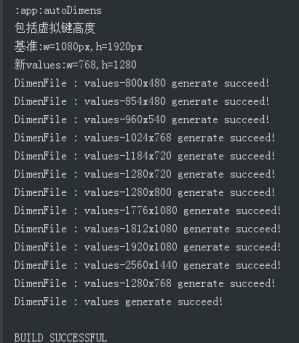 :app:autoDimens
包括虚拟键高度
基准:w=1080px,h=1920px
新values:w=768,h=1280
DimenFile : values-800x480 generate succeed!
DimenFile : values-854x480 generate succeed!
DimenFile : values-960x540 generate succeed!
DimenFile : values-1024x768 generate succeed!
DimenFile : values-1184x720 generate succeed!
DimenFile : values-1280x720 generate succeed!
DimenFile : values-1280x800 generate succeed!
DimenFile : values-1776x1080 generate succeed!
DimenFile : values-1812x1080 generate succeed!
DimenFile : values-1920x1080 generate succeed!
DimenFile : values-2560x1440 generate succeed!
DimenFile : values-1280x768 generate succeed!
DimenFile : values generate succeed!
BUILD SUCCESSFUL